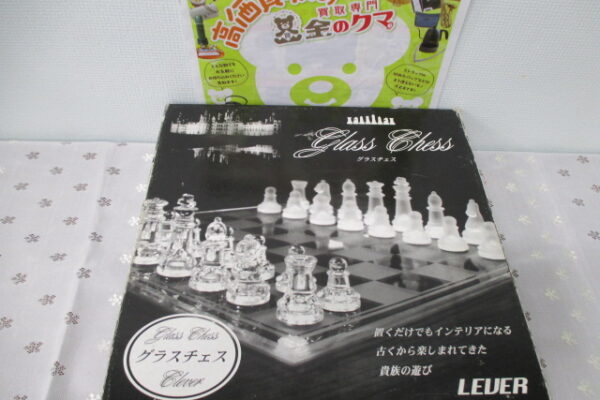 高価買
買取専門
金のクマ
Glass Chess
グラスチェス
Glass Chess
グラスチェス
Clever
置くだけでもインテリアになる
古くから楽しまれてきた
貴族の遊び
LEVER